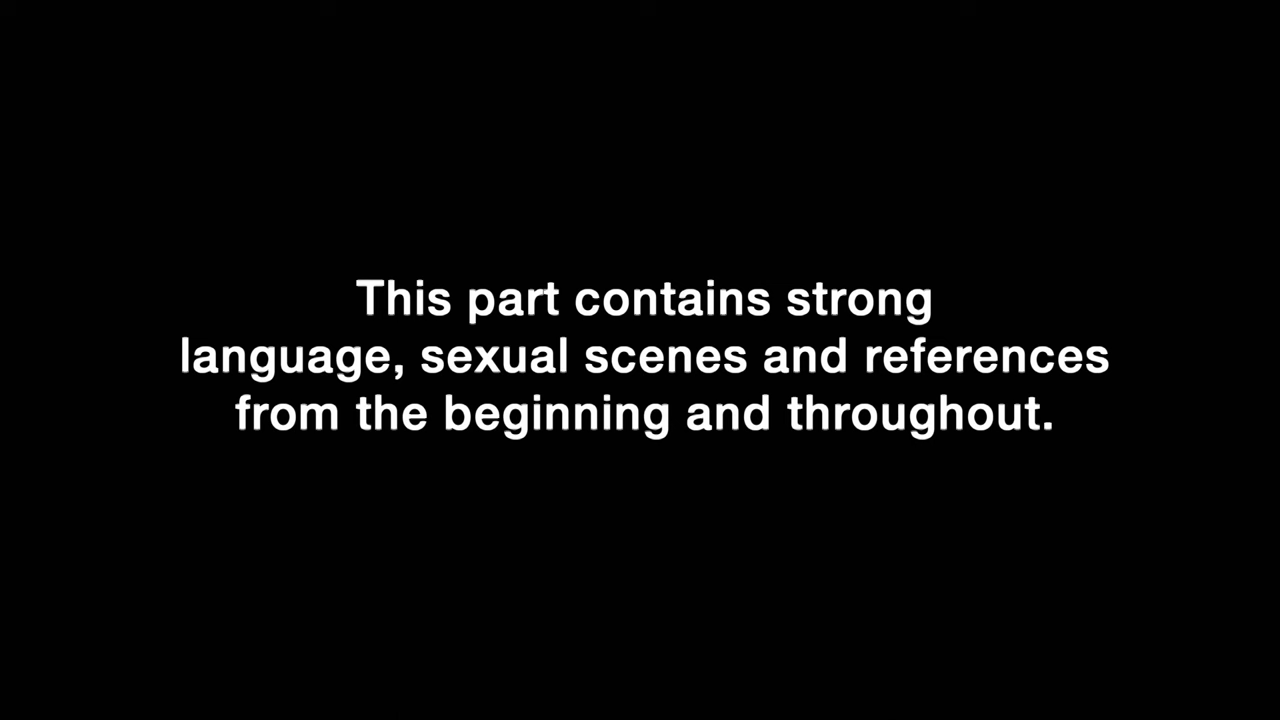 This part contains strong
language, sexual scenes and references
from the beginning and throughout.